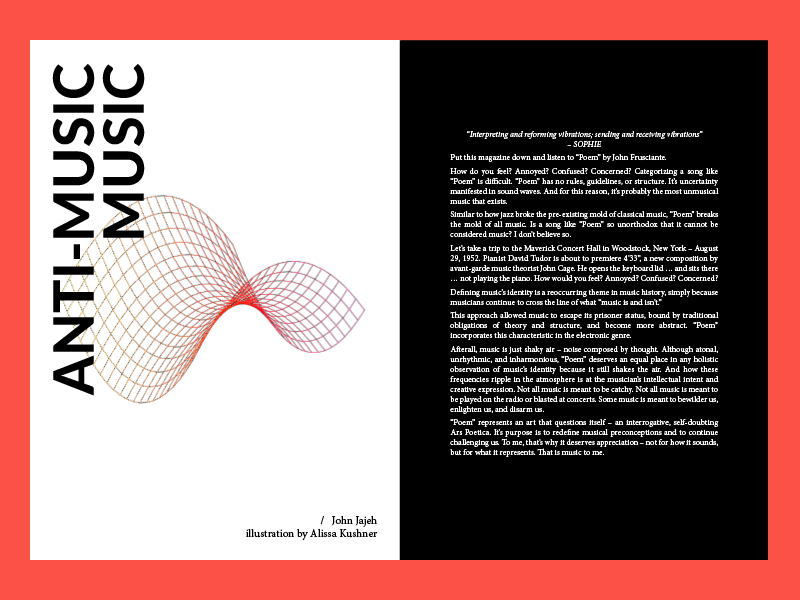 ANTI-MUSIC
MUSIC
/ John Jajeh
illustration by Alissa Kushner
"Interpreting and reforming vibrations; sending and receiving vibrations"
– SOPHIE
Put this magazine down and listen to "Poem" by John Frusciante.
How do you feel? Annoyed? Confused? Concerned? Categorizing a song like
"Poem" is difficult. "Poem" has no rules, guidelines, or structure. It's uncertainty
manifested in sound waves. And for this reason, it's probably the most unmusical
music that exists.
Similar to how jazz broke the pre-existing mold of classical music, "Poem" breaks
the mold of all music. Is a song like "Poem" so unorthodox that it cannot be
considered music? I don't believe so.
Let's take a trip to the Maverick Concert Hall in Woodstock, New York – August
29, 1952. Pianist David Tudor is about to premiere 4'33", a new composition by
avant-garde music theorist John Cage. He opens the keyboard lid … and sits there
… not playing the piano. How would you feel? Annoyed? Confused? Concerned?
Defining music's identity is a reoccurring theme in music history, simply because
musicians continue to cross the line of what "music is and isn't."
This approach allowed music to escape its prisoner status, bound by traditional
obligations of theory and structure, and become more abstract. "Poem"
incorporates this characteristic in the electronic genre.
Afterall, music is just shaky air – noise composed by thought. Although atonal,
unrhythmic, and inharmonious, "Poem" deserves an equal place in any holistic
observation of music's identity because it still shakes the air. And how these
frequencies ripple in the atmosphere is at the musician's intellectual intent and
creative expression. Not all music is meant to be catchy. Not all music is meant to
be played on the radio or blasted at concerts. Some music is meant to bewilder us,
enlighten us, and disarm us.
"Poem" represents an art that questions itself – an interrogative, self-doubting
Ars Poetica. It's purpose is to redefine musical preconceptions and to continue
challenging us. To me, that's why it deserves appreciation – not for how it sounds,
but for what it represents. That is music to me.